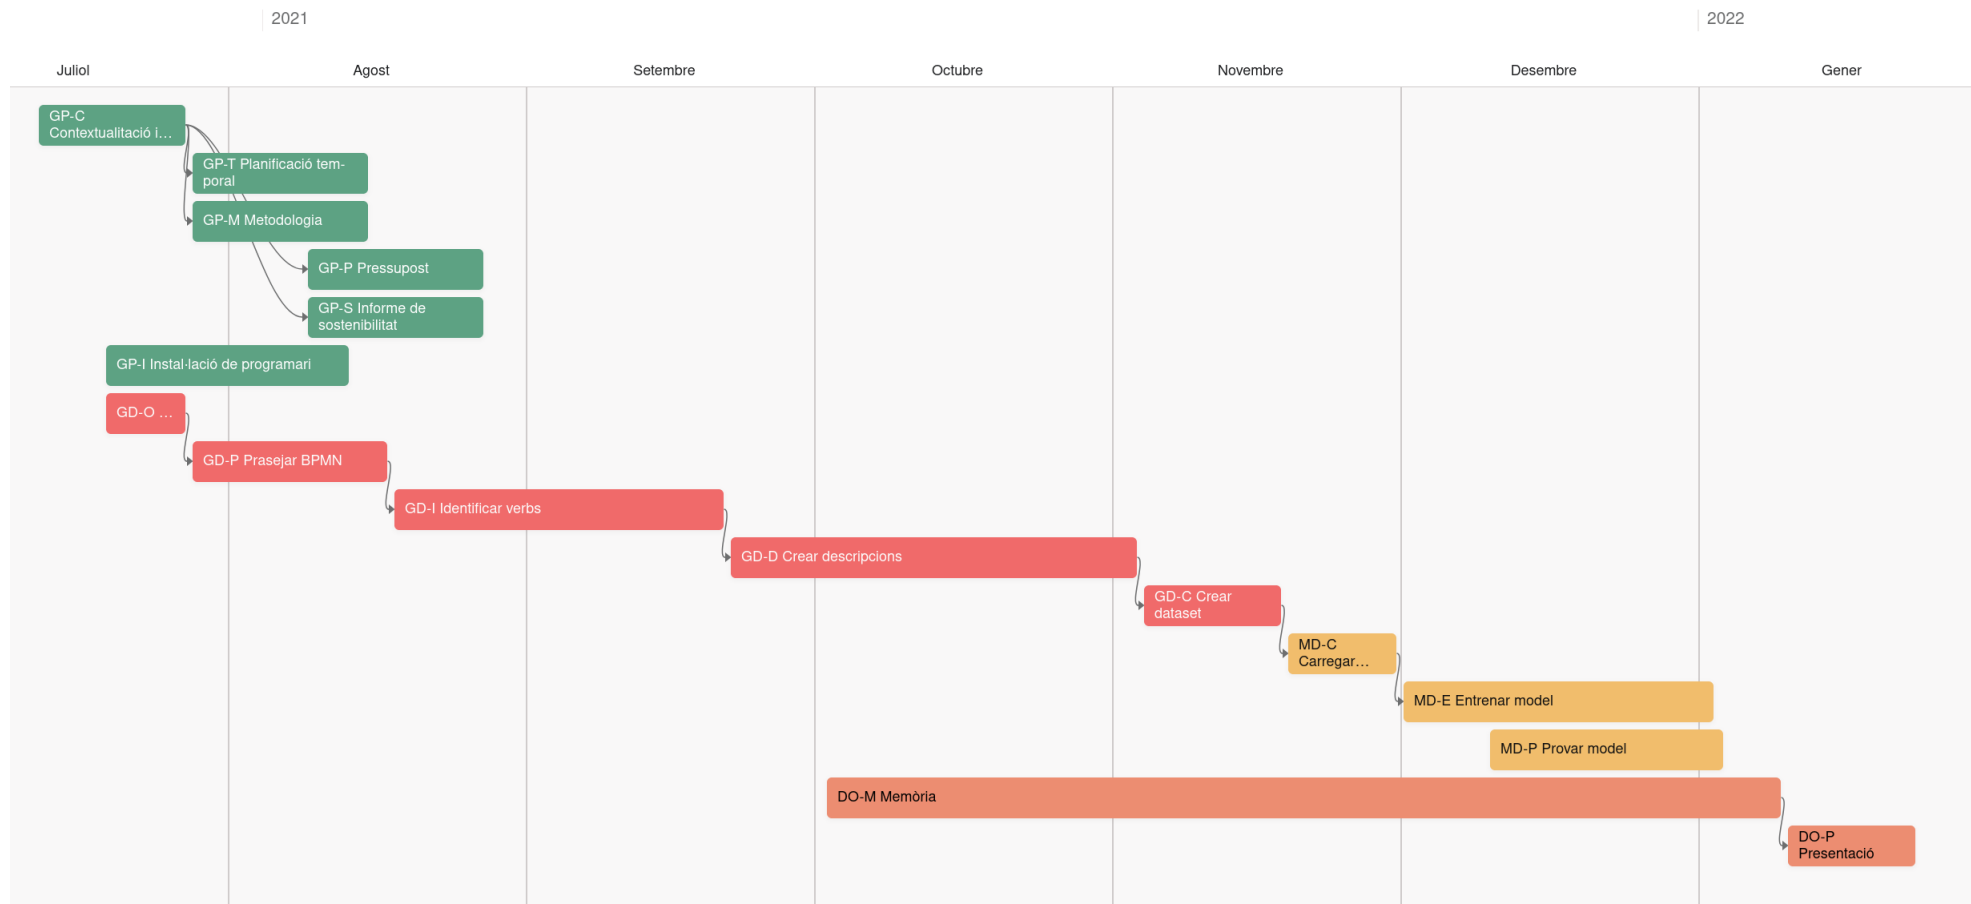 2021
2022
Juliol
Agost
Setembre
Octubre
Novembre
Desembre
Gener
GP-C
Contextualitació i...
GP-T Planificació tem-
poral
GP-M Metodologia
GP-P Pressupost
GP-S Informe de
sostenibilitat
GP-I Instal·lació de programari
GD-O ...
GD-P Prasejar BPMN
GD-I Identificar verbs
GD-D Crear descripcions
GD-C Crear
dataset
MD-C
Carregar...
MD-E Entrenar model
MD-P Provar model
DO-M Memòria
DO-P
Presentació